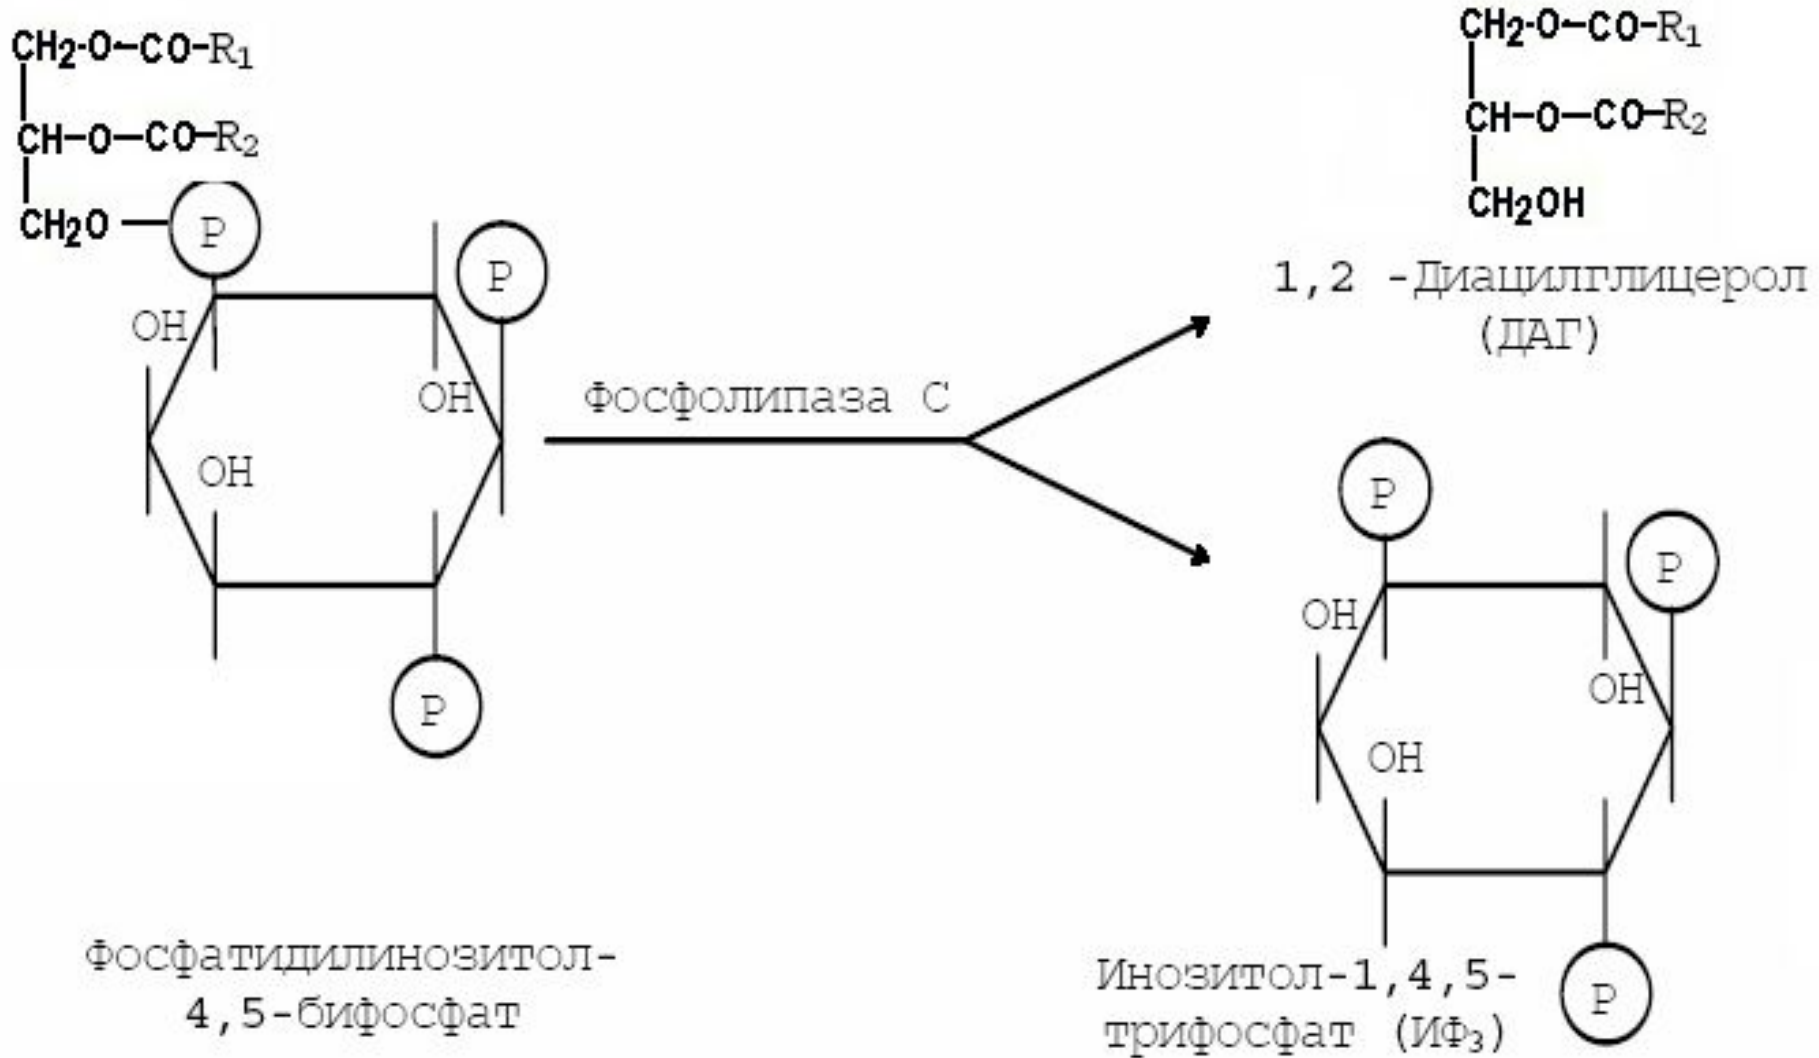 CH₂-O-CO-R₁
CH-O-CO-R₂
CH₂O
P
P
OH
OH
OH
P
Фосфатидилинозитол-
4,5-бифосфат
Фосфолипаза С
CH₂-O-CO-R₁
CH-O-CO-R₂
CH₂OH
1,2 -Диацилглицерол
(ДАГ)
P
P
OH
OH
OH
P
Инозитол-1,4,5-
трифосфат (ИФ₃)